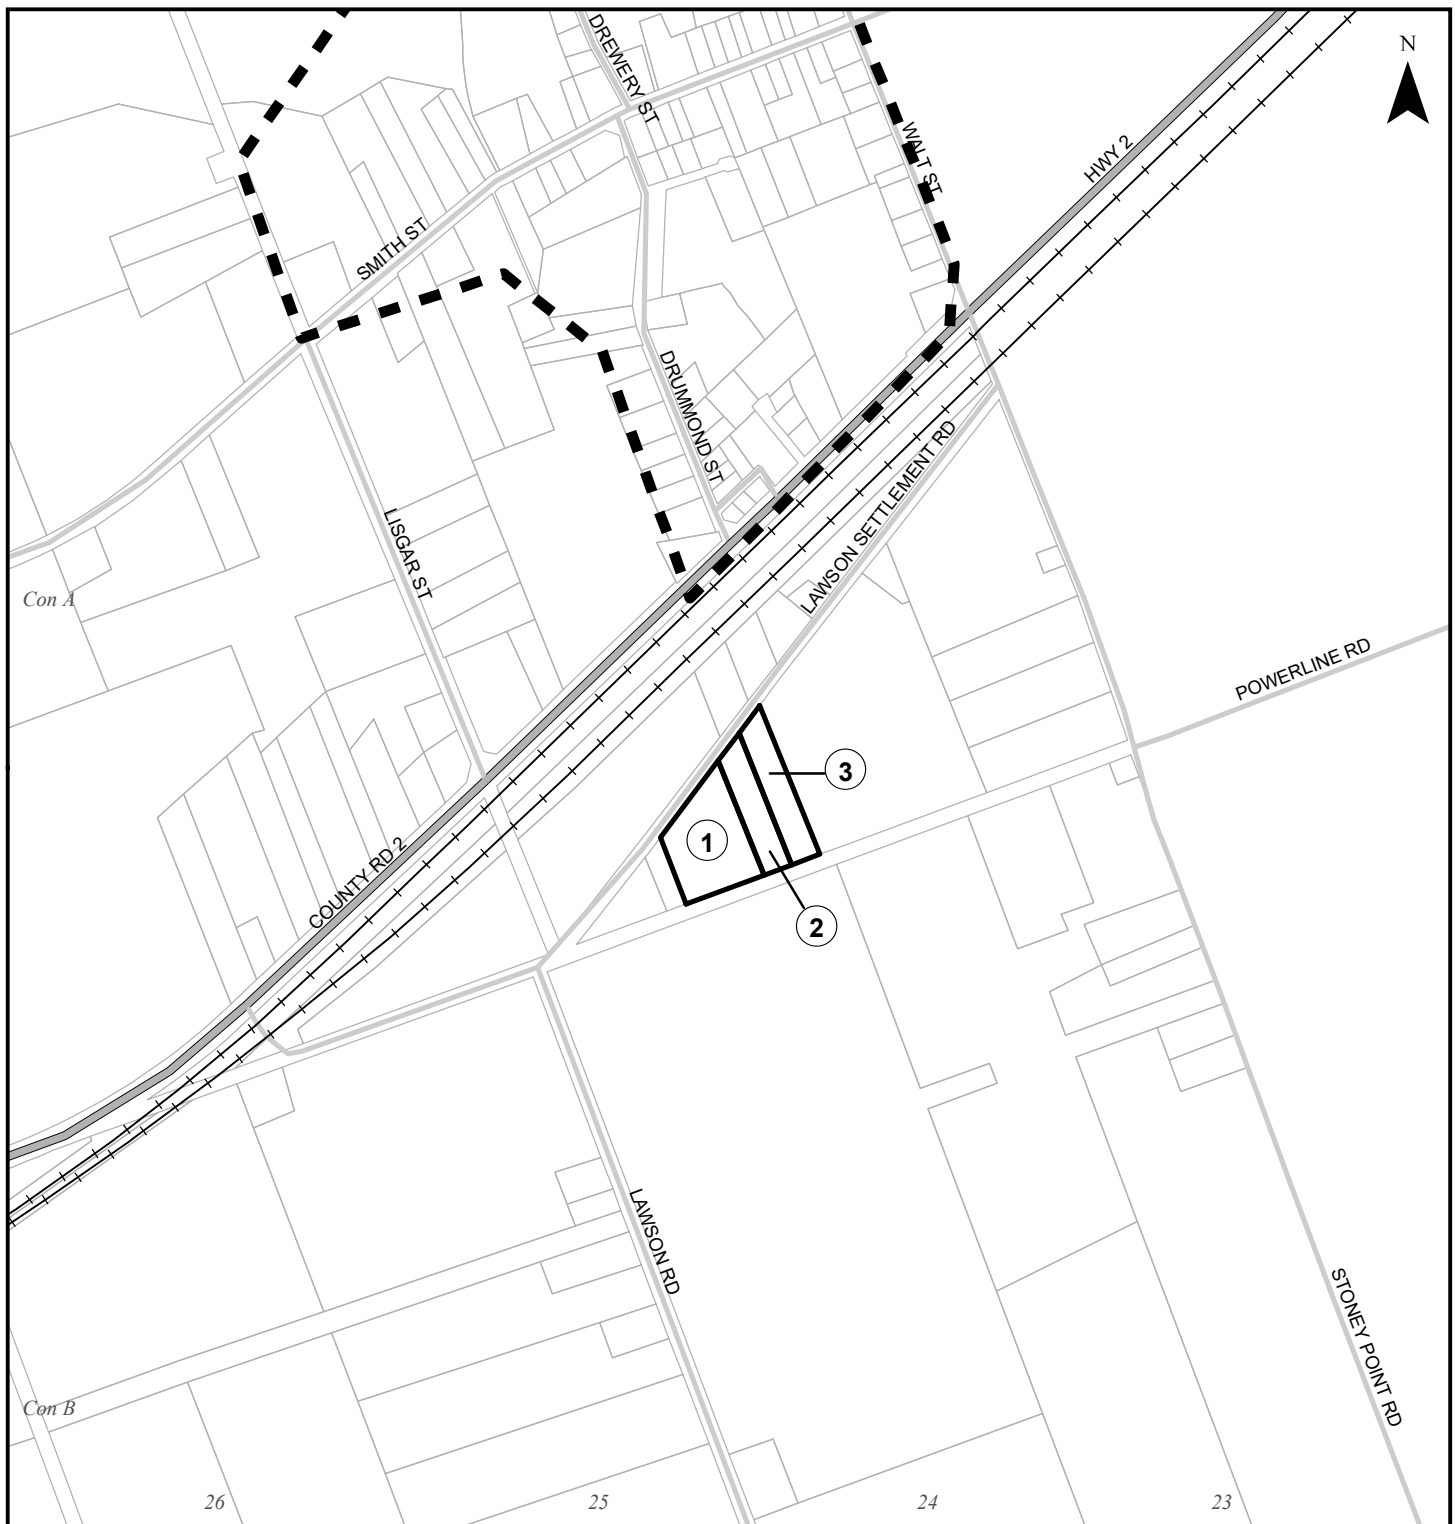 DREWERY ST
N
WALT ST
HWY 2
SMITH ST
DRUMMOND ST
LAWSON SETTLEMENT RD
LISGAR ST
Con A
POWERLINE RD
3
1
COUNTY RD 2
2
LAWSON RD
STONEY POINT RD
Con B
26
25
24
23